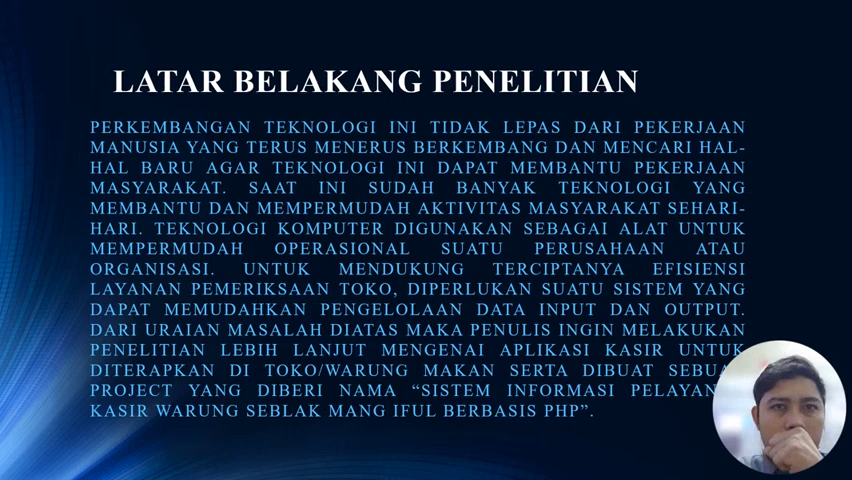 LATAR BELAKANG PENELITIAN
PERKEMBANGAN TEKNOLOGI INI TIDAK LEPAS DARI PEKERJAAN
MANUSIA YANG TERUS MENERUS BERKEMBANG DAN MENCARI HAL-
HAL BARU AGAR TEKNOLOGI INI DAPAT MEMBANTU PEKERJAAN
MASYARAKAT. SAAT INI SUDAH BANYAK TEKNOLOGI YANG
MEMBANTU DAN MEMPERMUDAH AKTIVITAS MASYARAKAT SEHARI-
HARI. TEKNOLOGI KOMPUTER DIGUNAKAN SEBAGAI ALAT UNTUK
MEMPERMUDAH OPERASIONAL SUATU PERUSAHAAN ATAU
ORGANISASI. UNTUK MENDUKUNG TERCIPTANYA EFISIENSI
LAYANAN PEMERIKSAAN TOKO, DIPERLUKAN SUATU SISTEM YANG
DAPAT MEMUDAHKAN PENGELOLAAN DATA INPUT DAN OUTPUT.
DARI URAIAN MASALAH DIATAS MAKA PENULIS INGIN MELAKUKAN
PENELITIAN LEBIH LANJUT MENGENAI APLIKASI KASIR UNTUK
DITERAPKAN DI TOKO/WARUNG MAKAN SERTA DIBUAT
PROJECT YANG DIBERI NAMA “SISTEM INFORMASI
KASIR WARUNG SEBLAK MANG IFUL BERBASIS PHP”.